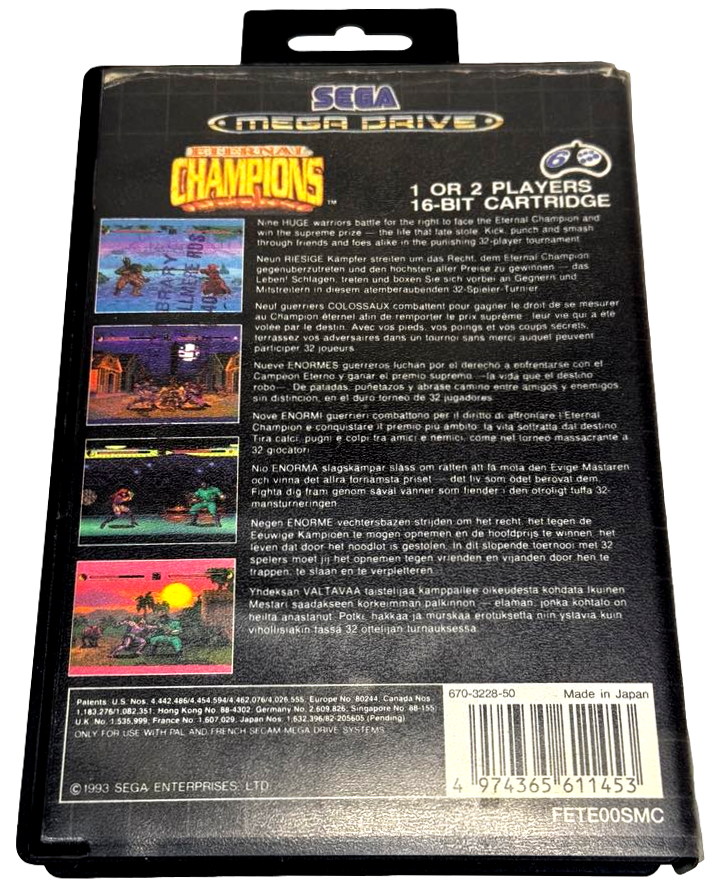 SEGA
MEGA DRIVE
ETERNAL
CHAMPIONS
TM
6
1 OR 2 PLAYERS
16-BIT CARTRIDGE
Nine HUGE warriors battle for the right to face the Eternal Champion and
win the supreme prize — the life that fate stole. Kick, punch and smash
through friends and foes alike in the punishing 32-player tournament.
Neun RIESIGE Kämpfer streiten um das Recht, dem Eternal Champion
gegenüberzutreten und den höchsten aller Preise zu gewinnen — das
Leben! Schlagen, treten und boxen Sie sich vorbei an Gegnern und
Mitstreitern in diesem atemberaubenden 32-Spieler-Turnier.
Neuf guerriers COLOSSAUX combattent pour gagner le droit de se mesurer
au Champion éternel afin de remporter le prix suprême : leur vie qui a été
volée par le destin. Avec vos pieds, vos poings et vos coups secrets,
terrassez vos adversaires dans un tournoi sans merci auquel peuvent
participer 32 joueurs.
Nueve ENORMES guerreros luchan por el derecho a enfrentarse con el
Campeón Eterno y ganar el premio supremo —la vida que el destino
robó—. De patadas, puñetazos y ábrase camino entre amigos y enemigos
sin distinción, en el duro torneo de 32 jugadores.
Nove ENORMI guerrieri combattono per il diritto di affrontare l'Eternal
Champion e conquistare il premio più ambito: la vita sottratta dal destino.
Tira calci, pugni e colpi tra amici e nemici, come nel torneo massacrante a
32 giocatori.
Nio ENORMA slagskämpar slåss om rätten att få möta den Evige Mästaren
och vinna det allra förnämsta priset — det liv som ödet berövat dem.
Fighta dig fram genom såväl vänner som fiender i den otroligt tuffa 32-
mansturneringen.
Negen ENORME vechtersbazen strijden om het recht, het tegen de
Eeuwige Kampioen te mogen opnemen en de hoofdprijs te winnen, het
leven dat door het noodlot is gestolen. In dit slopende toernooi met 32
spelers moet jij het opnemen tegen vrienden en vijanden door hen te
trappen, te slaan en te verpletteren.
Yhdeksän VALTAVAA taistelijaa kamppailee oikeudesta kohdata Ikuinen
Mestari saadakseen korkeimman palkinnon — elämän, jonka kohtalo on
heiltä anastanut. Potki, hakkaa ja murskaa erotuksetta niin ystäviä kuin
vihollisiakin tässä 32 ottelijan turnauksessa.
Patents: U.S. Nos. 4,442,486/4,454,594/4,462,076/4,026,555; Europe No. 80244; Canada Nos.
1,183,276/1,082,351; Hong Kong No. 88-4302; Germany No. 2,609,826; Singapore No. 88-155;
U.K. No. 1,535,999; France No. 1,607,029; Japan Nos. 1,632,396/82-205605 (Pending)
ONLY FOR USE WITH PAL AND FRENCH SECAM MEGA DRIVE SYSTEMS.
©1993 SEGA ENTERPRISES, LTD.
670-3228-50 Made in Japan
4 974365 611453
FETE00SMC